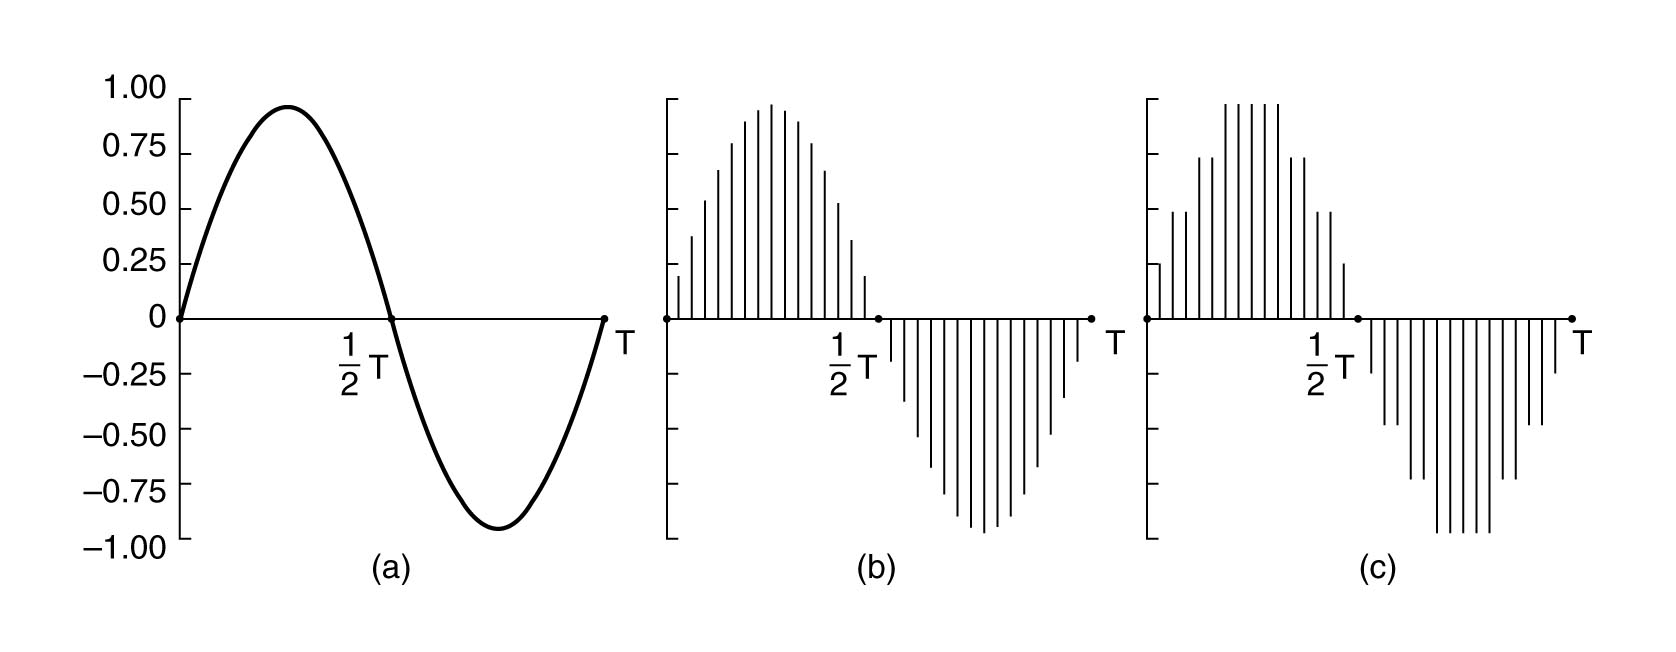 1.00
0.75
0.50
0.25
0
–0.25
–0.50
–0.75
–1.00
1/2 T
T
(a)
1/2 T
T
(b)
1/2 T
T
(c)